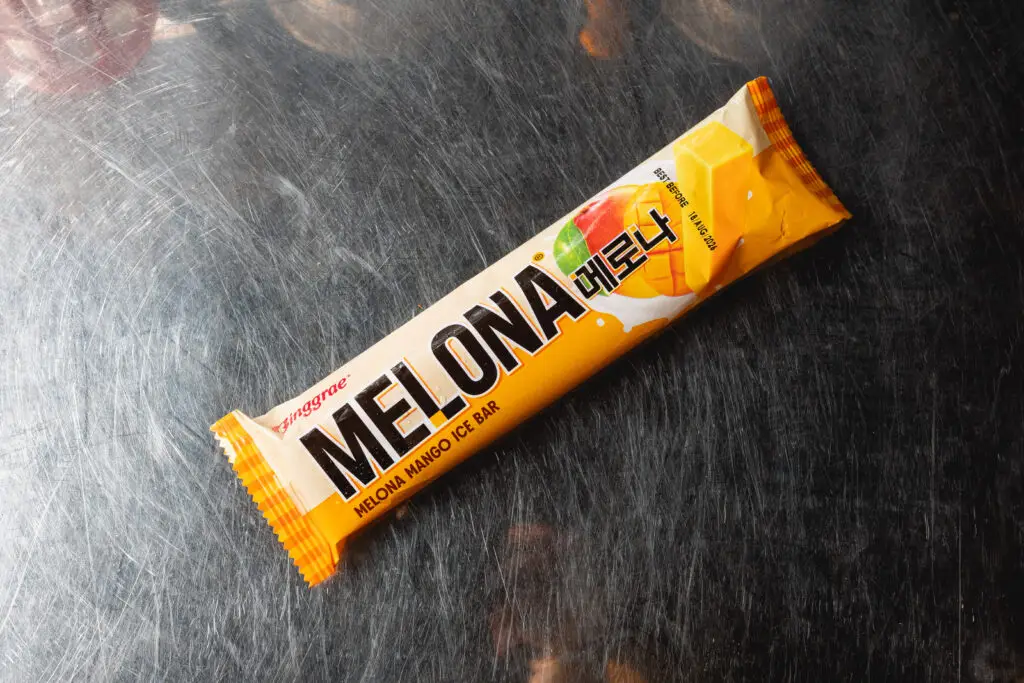 Binggrae
MELONA
메로나
MELONA MANGO ICE BAR
BEST BEFORE 18 AUG 2026